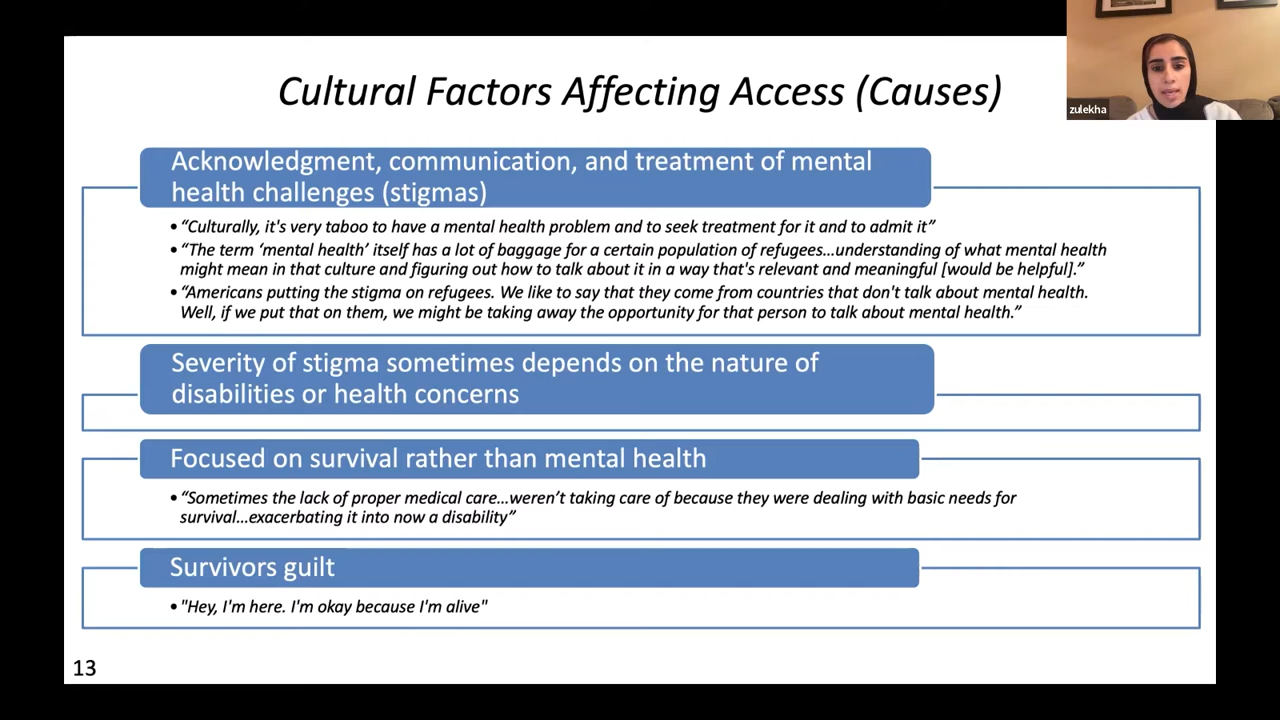 Cultural Factors Affecting Access (Causes)
zulekha
Acknowledgment, communication, and treatment of mental
health challenges (stigmas)
• “Culturally, it's very taboo to have a mental health problem and to seek treatment for it and to admit it”
• “The term ‘mental health’ itself has a lot of baggage for a certain population of refugees…understanding of what mental health
might mean in that culture and figuring out how to talk about it in a way that's relevant and meaningful [would be helpful].”
• “Americans putting the stigma on refugees. We like to say that they come from countries that don't talk about mental health.
Well, if we put that on them, we might be taking away the opportunity for that person to talk about mental health.”
Severity of stigma sometimes depends on the nature of
disabilities or health concerns
Focused on survival rather than mental health
• “Sometimes the lack of proper medical care…weren’t taking care of because they were dealing with basic needs for
survival…exacerbating it into now a disability”
Survivors guilt
• "Hey, I'm here. I'm okay because I'm alive"
13